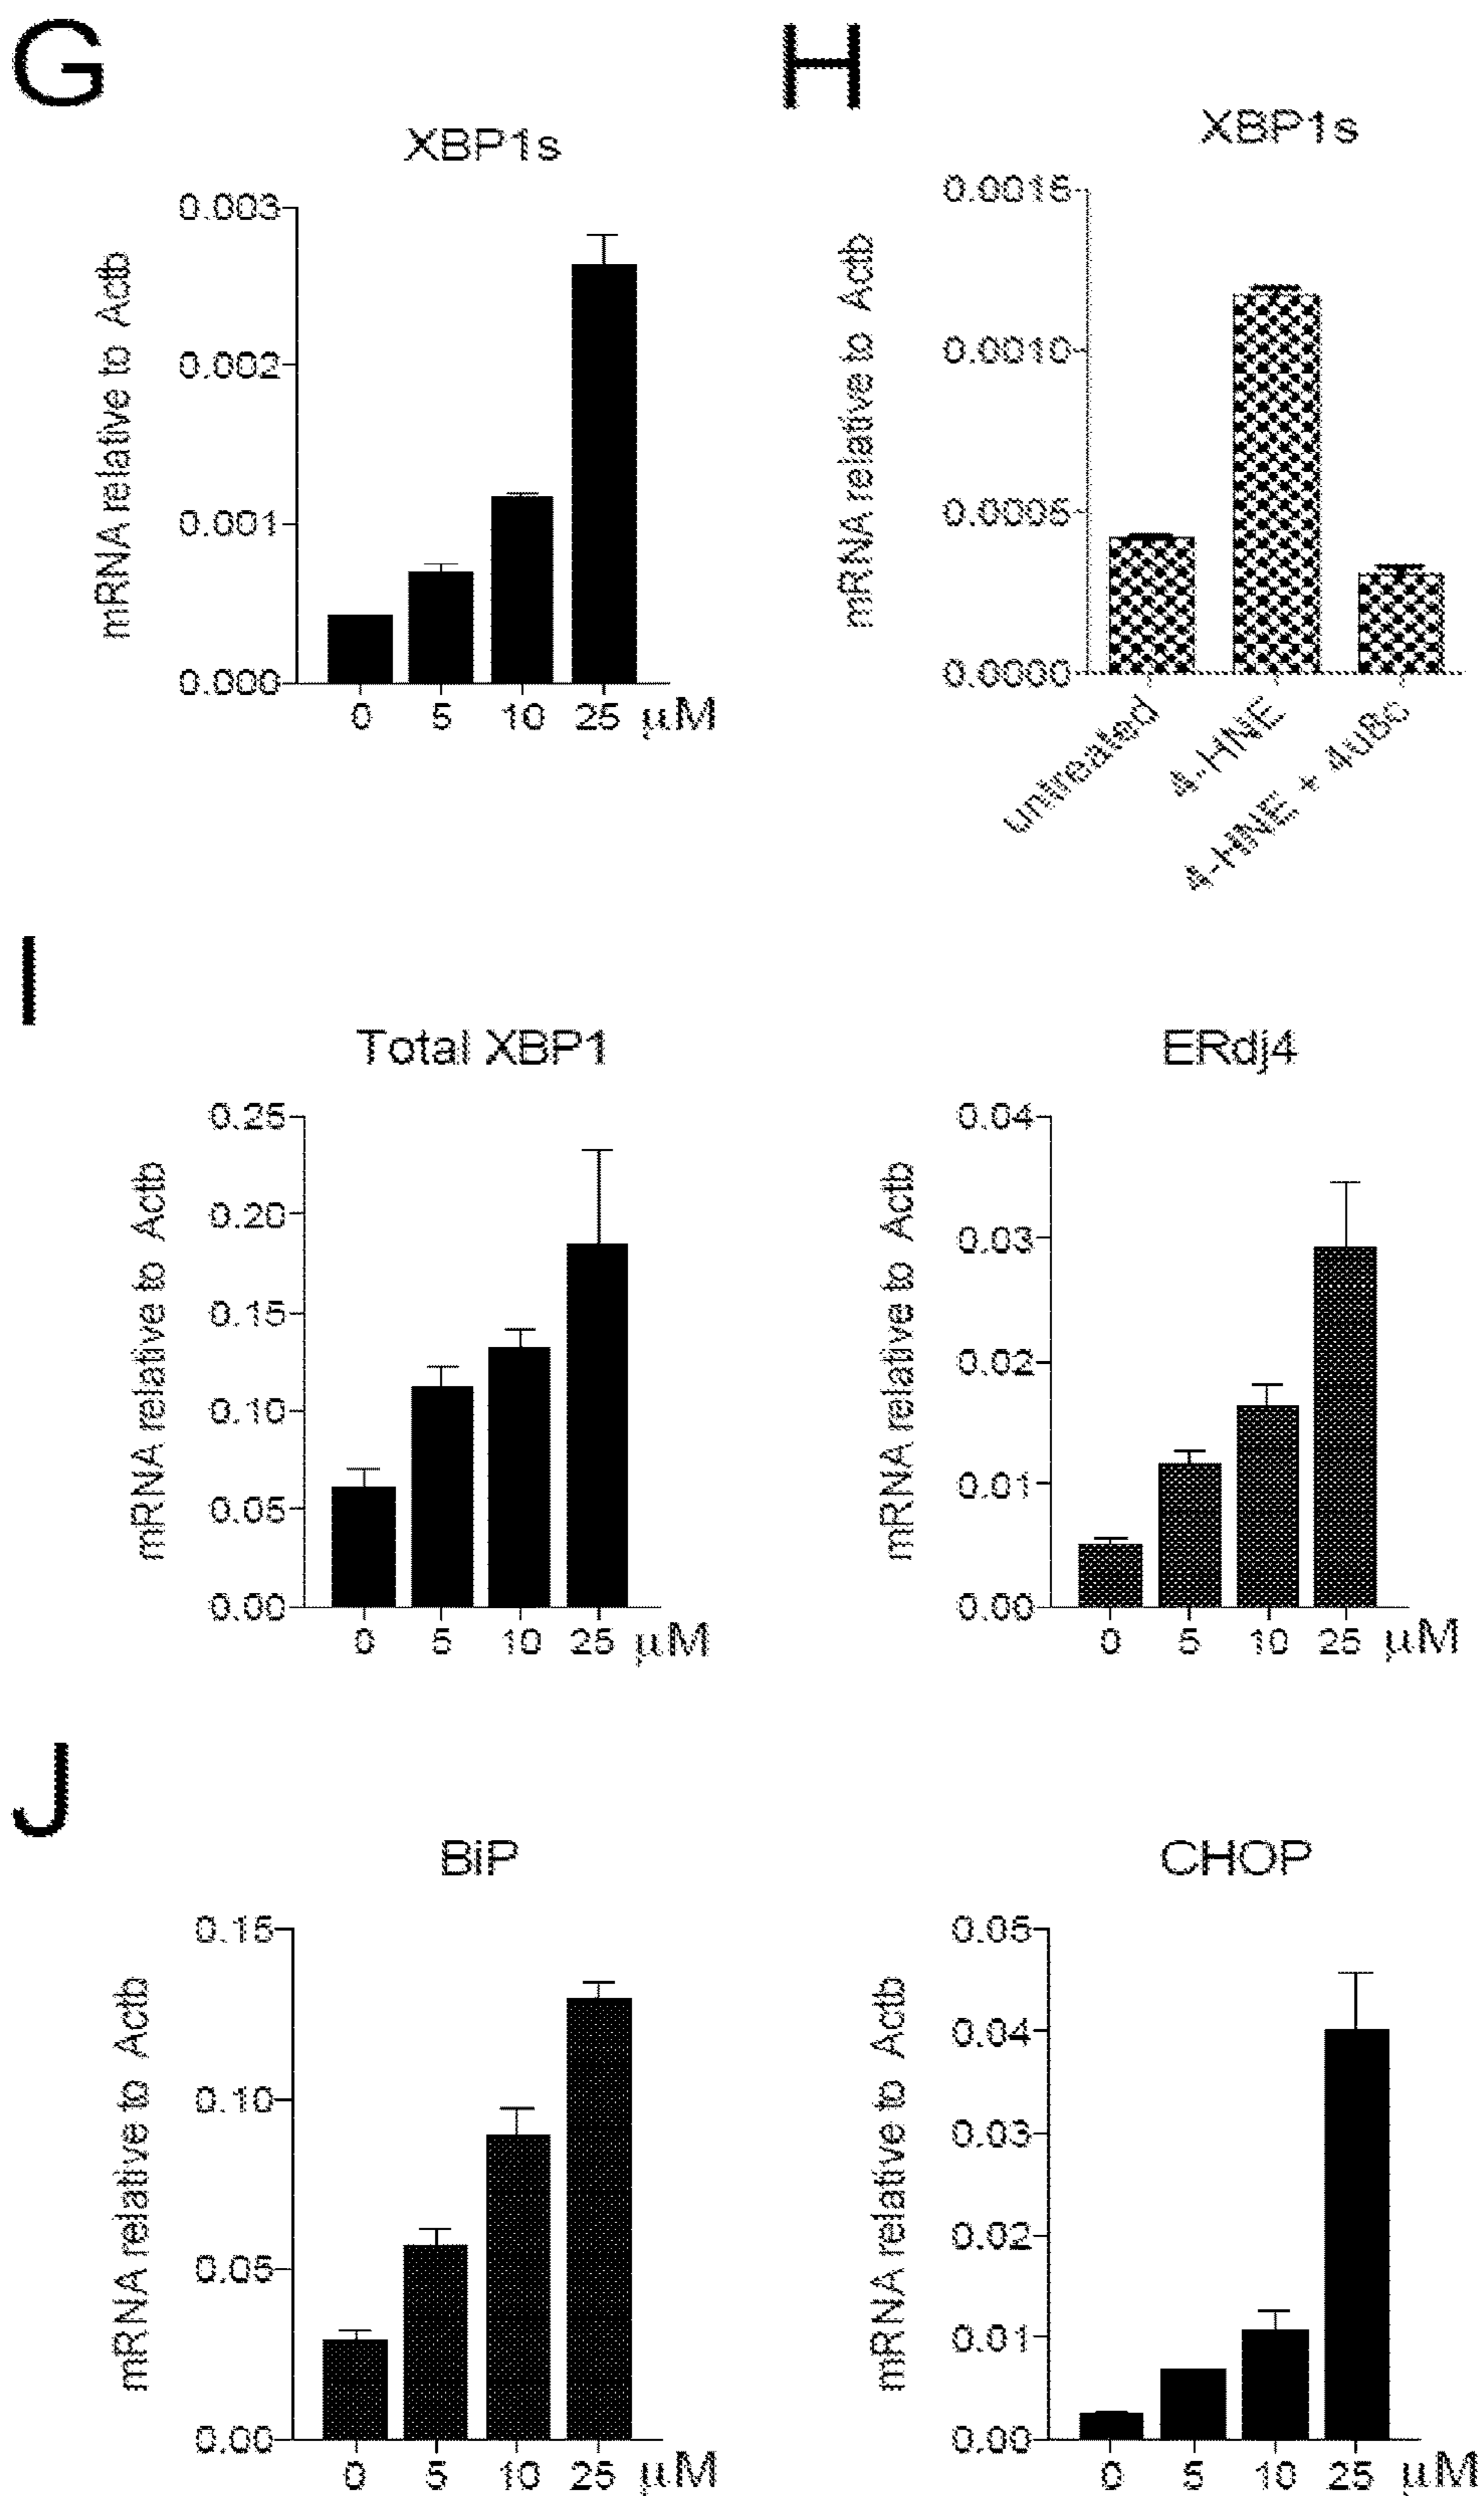 G
XBP1s
mRNA relative to Actb
0.003
0.002
0.001
0.000
0 5 10 25 µM
H
XBP1s
mRNA relative to Actb
0.0015
0.0010
0.0005
0.0000
untreated
4-HNE
4-HNE + 4u8c
I
Total XBP1
mRNA relative to Actb
0.25
0.20
0.15
0.10
0.05
0.00
0 5 10 25 µM
ERdj4
mRNA relative to Actb
0.04
0.03
0.02
0.01
0.00
0 5 10 25 µM
J
BiP
mRNA relative to Actb
0.15
0.10
0.05
0.00
0 5 10 25 µM
CHOP
mRNA relative to Actb
0.05
0.04
0.03
0.02
0.01
0.00
0 5 10 25 µM